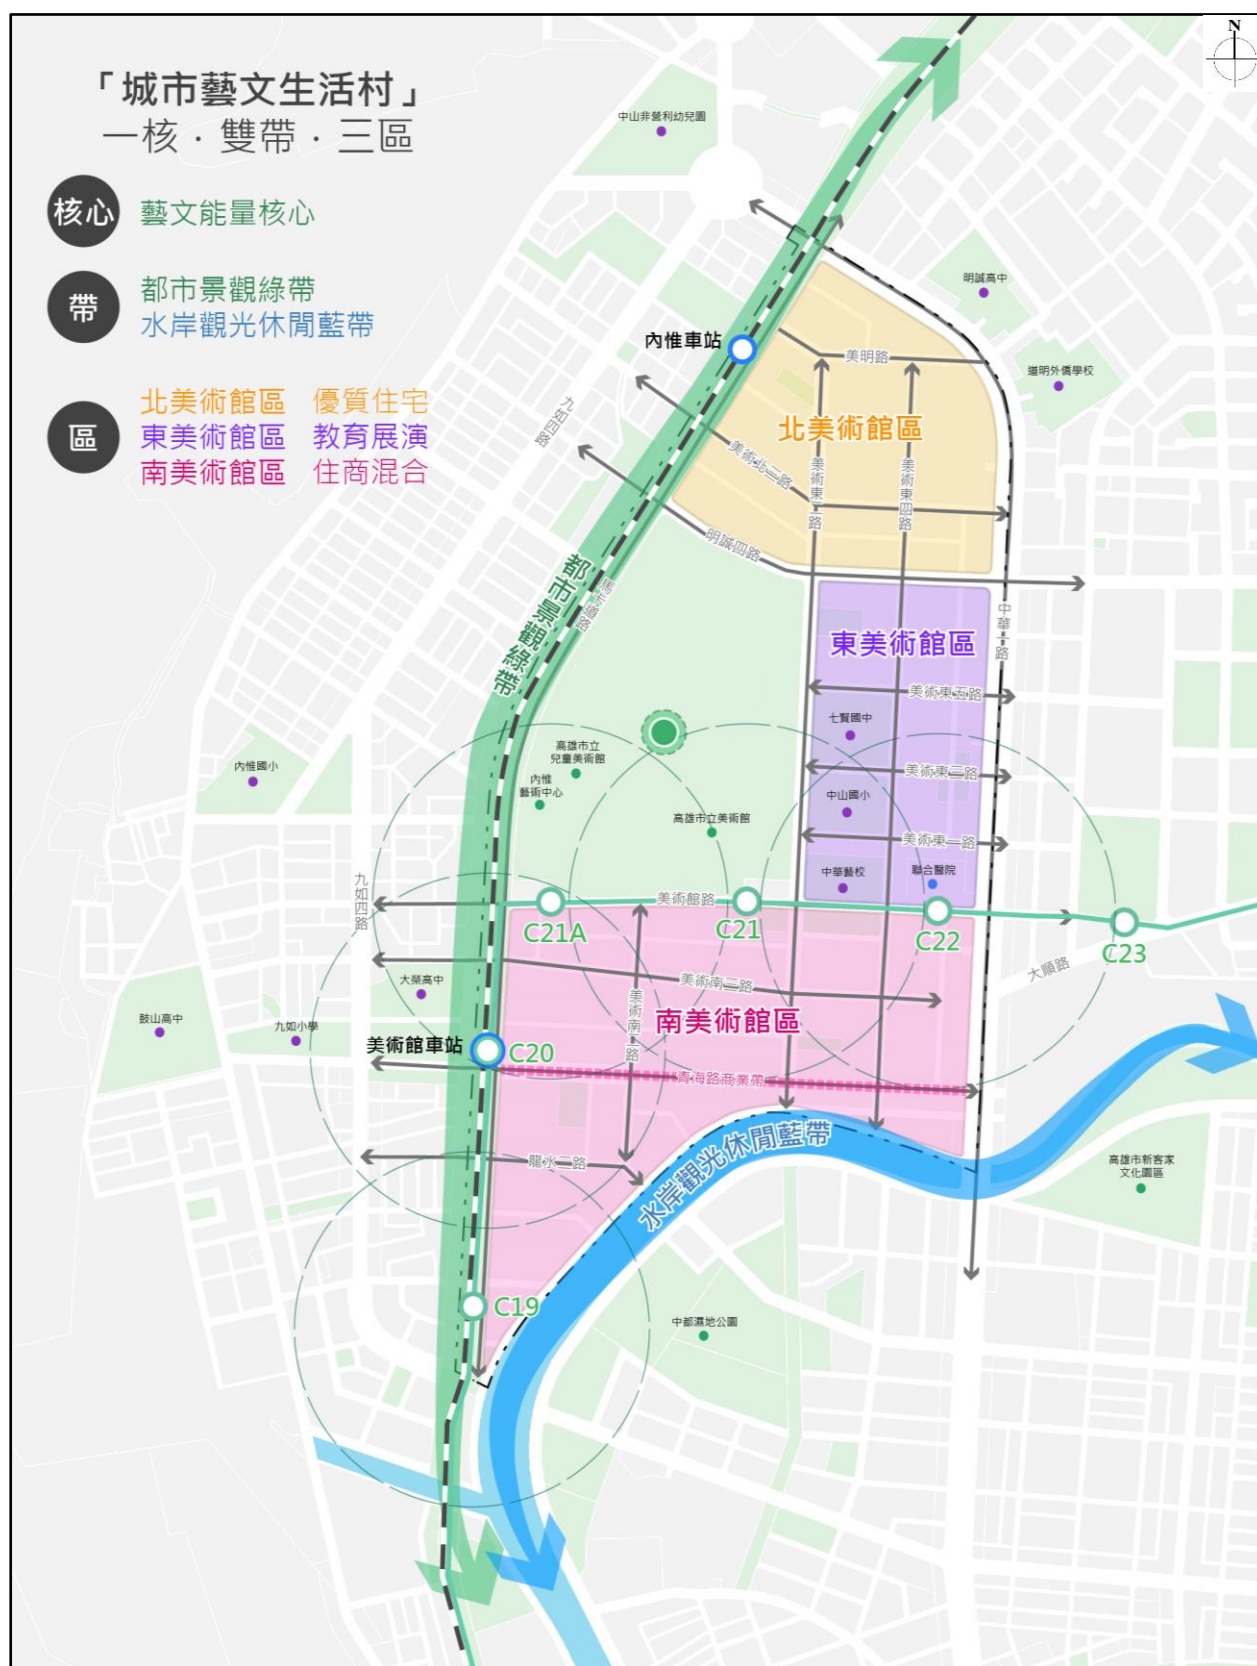 N
「城市藝文生活村」
一核・雙帶・三區
核心
藝文能量核心
帶
都市景觀綠帶
水岸觀光休閒藍帶
區
北美術館區 優質住宅
東美術館區 教育展演
南美術館區 住商混合
中山非營利幼兒園
明誠高中
道明外僑學校
內惟車站
美明路
九如四路
北美術館區
美術北三路
美術東二路
美術東四路
明誠四路
都市景觀綠帶
馬卡道路
中華一路
東美術館區
美術東五路
七賢國中
美術東三路
中山國小
美術東一路
中華藝校
聯合醫院
高雄市立
兒童美術館
內惟
藝術中心
高雄市立美術館
內惟國小
九如四路
美術館路
C21A
C21
C22
C23
大順路
美術南二路
美術南三路
南美術館區
大榮高中
鼓山高中
九如小學
美術館車站
C20
青海路商業帶
龍水二路
水岸觀光休閒藍帶
高雄市新客家
文化園區
C19
中都濕地公園